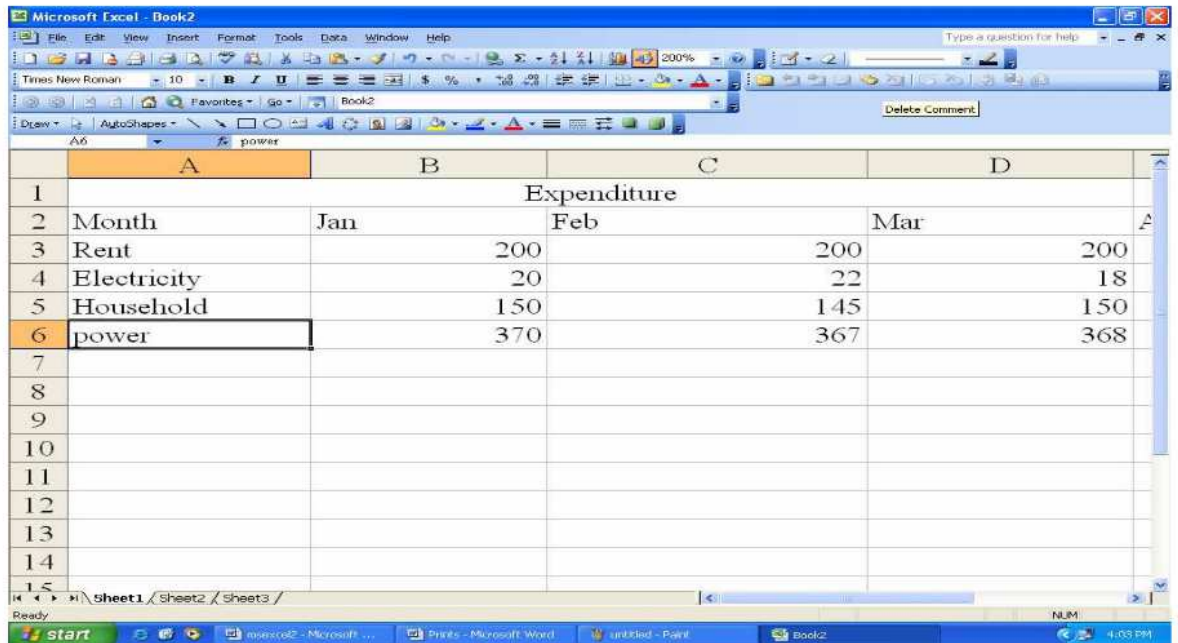 Microsoft Excel - Book2
File Edit View Insert Format Tools Data Window Help Type a question for help
200%
Times New Roman 10 B I U $ % ,
Favorites Go Book2
Delete Comment
Draw AutoShapes
A6 fx power
A B C D
1 Expenditure
2 Month Jan Feb Mar A
3 Rent 200 200 200
4 Electricity 20 22 18
5 Household 150 145 150
6 power 370 367 368
7
8
9
10
11
12
13
14
15
Sheet1 / Sheet2 / Sheet3 /
Ready NUM
start msexcel2 - Microsoft ... Prints - Microsoft Word untitled - Paint Book2 4:03 PM